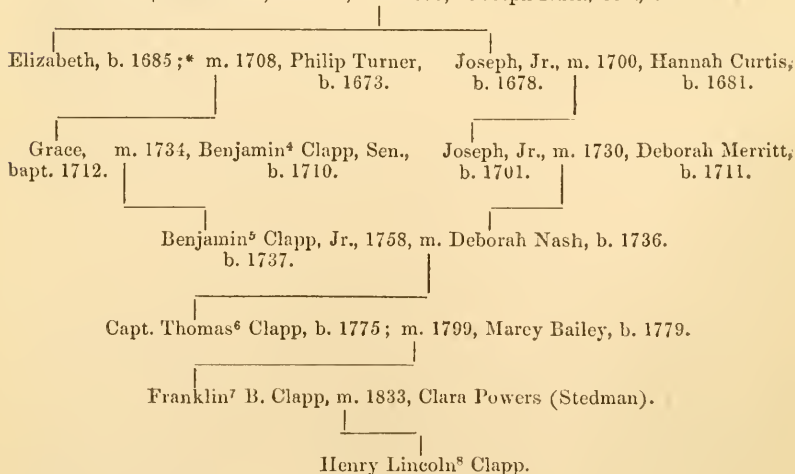 Elizabeth, b. 1685;* m. 1708, Philip Turner, Joseph, Jr., m. 1700, Hannah Curtis,
b. 1673. b. 1678. b. 1681.
Grace, m. 1734, Benjamin⁴ Clapp, Sen., Joseph, Jr., m. 1730, Deborah Merritt,
bapt. 1712. b. 1710. b. 1701. b. 1711.
Benjamin⁵ Clapp, Jr., 1758, m. Deborah Nash, b. 1736.
b. 1737.
Capt. Thomas⁶ Clapp, b. 1775; m. 1799, Marcy Bailey, b. 1779.
Franklin⁷ B. Clapp, m. 1833, Clara Powers (Stedman).
Henry Lincoln⁸ Clapp.